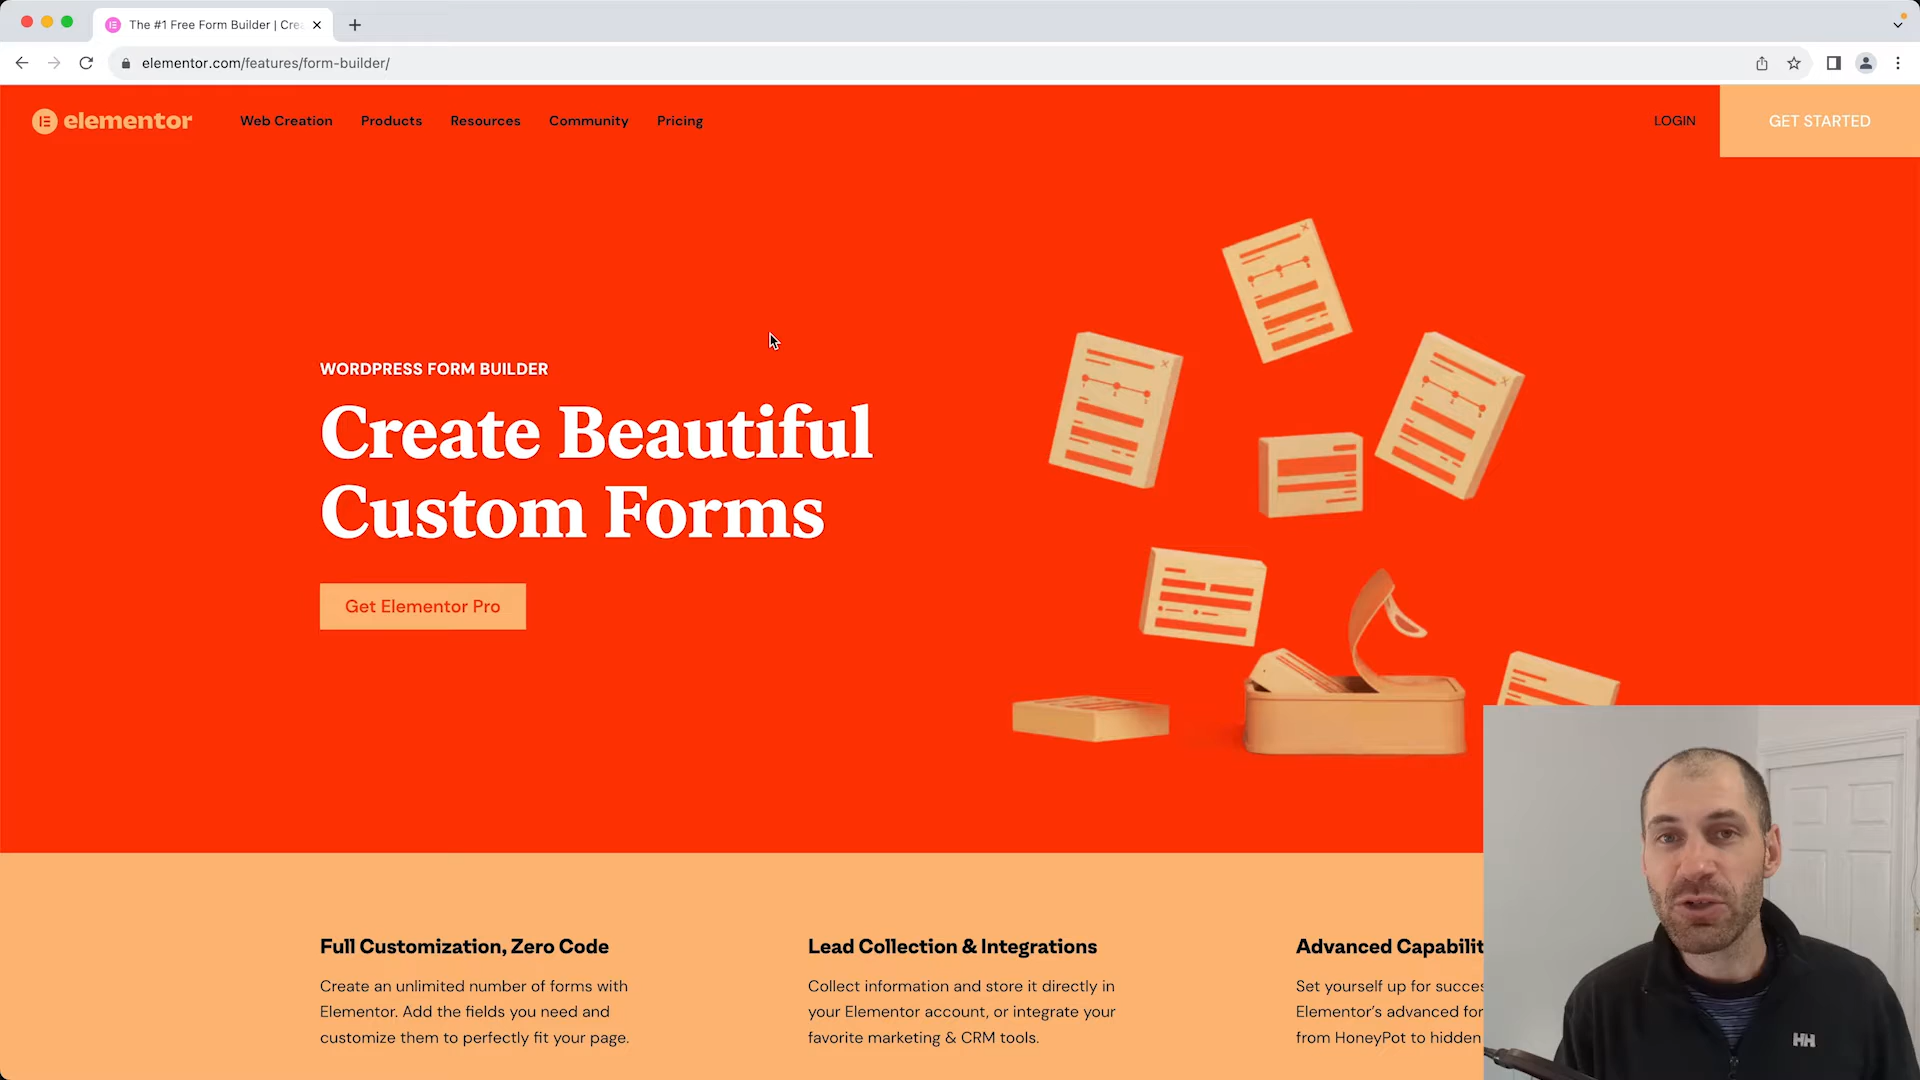 The #1 Free Form Builder | Cre
elementor.com/features/form-builder/
elementor
Web Creation
Products
Resources
Community
Pricing
LOGIN
GET STARTED
WORDPRESS FORM BUILDER
Create Beautiful
Custom Forms
Get Elementor Pro
Full Customization, Zero Code
Create an unlimited number of forms with
Elementor. Add the fields you need and
customize them to perfectly fit your page.
Lead Collection & Integrations
Collect information and store it directly in
your Elementor account, or integrate your
favorite marketing & CRM tools.
Advanced Capabilit
Set yourself up for succes
Elementor’s advanced for
from HoneyPot to hidden
HH